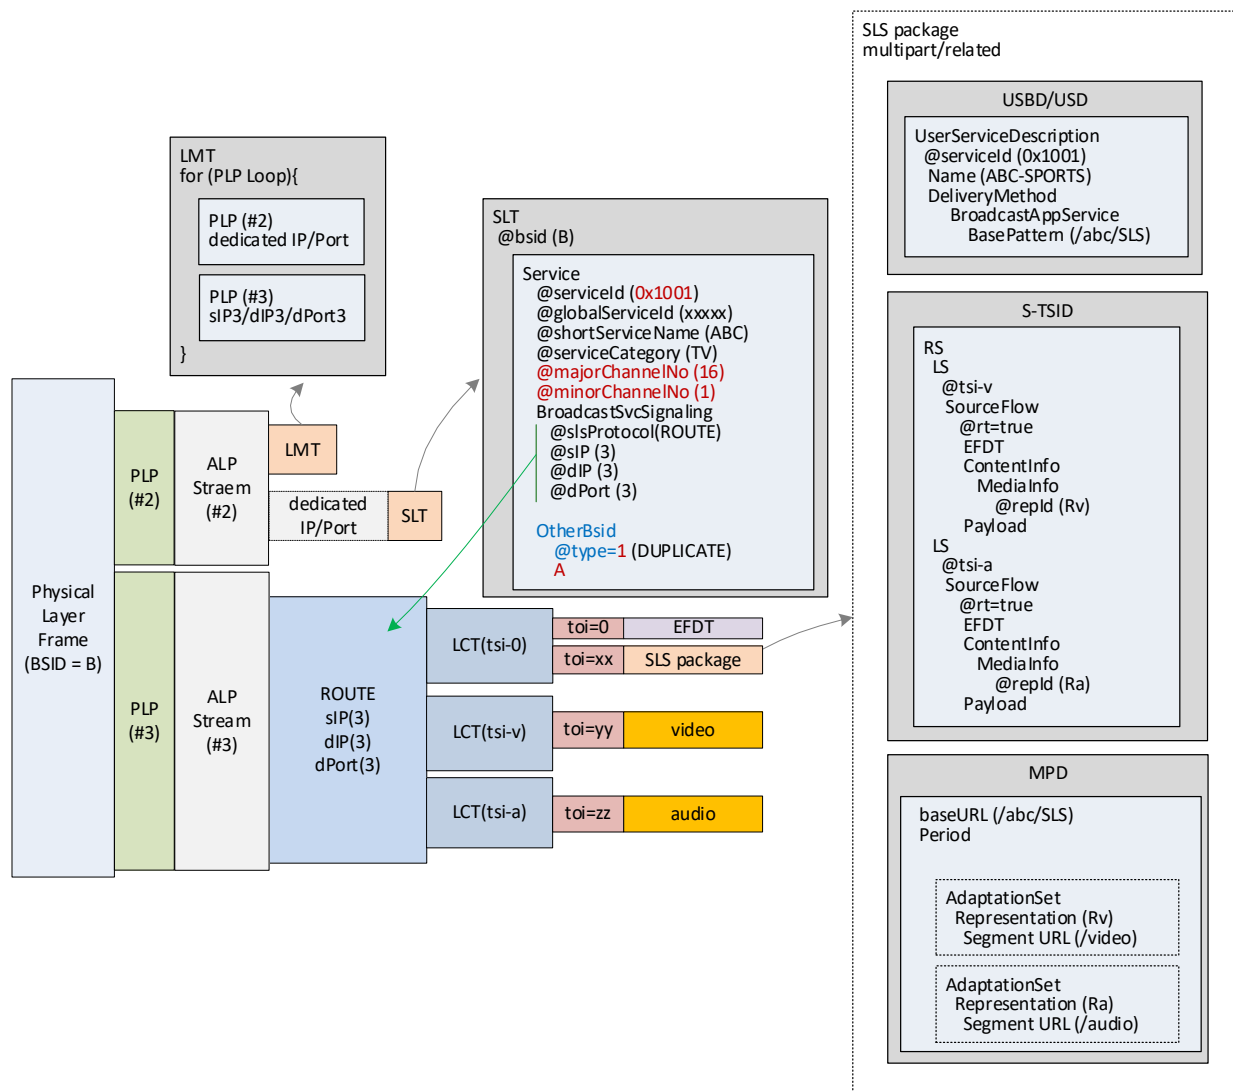 SLS package
multipart/related
USBD/USD
UserServiceDescription
@serviceId (0x1001)
Name (ABC-SPORTS)
DeliveryMethod
BroadcastAppService
BasePattern (/abc/SLS)
LMT
for (PLP Loop){
PLP (#2)
dedicated IP/Port
PLP (#3)
sIP3/dIP3/dPort3
}
SLT
@bsid (B)
Service
@serviceId (0x1001)
@globalServiceId (xxxxx)
@shortServiceName (ABC)
@serviceCategory (TV)
@majorChannelNo (16)
@minorChannelNo (1)
BroadcastSvcSignaling
@slsProtocol(ROUTE)
@sIP (3)
@dIP (3)
@dPort (3)
OtherBsid
@type=1 (DUPLICATE)
A
S-TSID
RS
LS
@tsi-v
SourceFlow
@rt=true
EFDT
ContentInfo
MediaInfo
@repId (Rv)
Payload
LS
@tsi-a
SourceFlow
@rt=true
EFDT
ContentInfo
MediaInfo
@repId (Ra)
Payload
Physical
Layer
Frame
(BSID = B)
PLP
(#2)
ALP
Straem
(#2)
LMT
dedicated
IP/Port
SLT
PLP
(#3)
ALP
Stream
(#3)
ROUTE
sIP(3)
dIP(3)
dPort(3)
LCT(tsi-0)
toi=0
EFDT
toi=xx
SLS package
LCT(tsi-v)
toi=yy
video
LCT(tsi-a)
toi=zz
audio
MPD
baseURL (/abc/SLS)
Period
AdaptationSet
Representation (Rv)
Segment URL (/video)
AdaptationSet
Representation (Ra)
Segment URL (/audio)